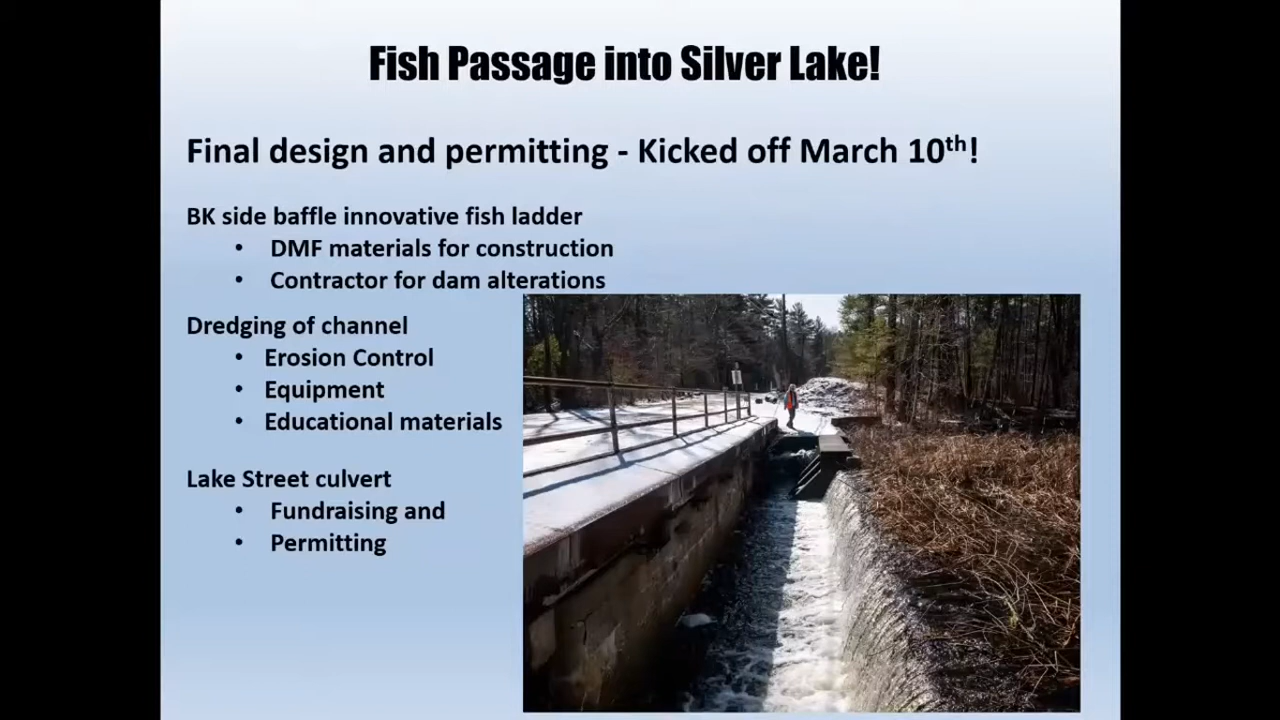 Fish Passage into Silver Lake!
Final design and permitting - Kicked off March 10th!
BK side baffle innovative fish ladder
• DMF materials for construction
• Contractor for dam alterations
Dredging of channel
• Erosion Control
• Equipment
• Educational materials
Lake Street culvert
• Fundraising and
• Permitting